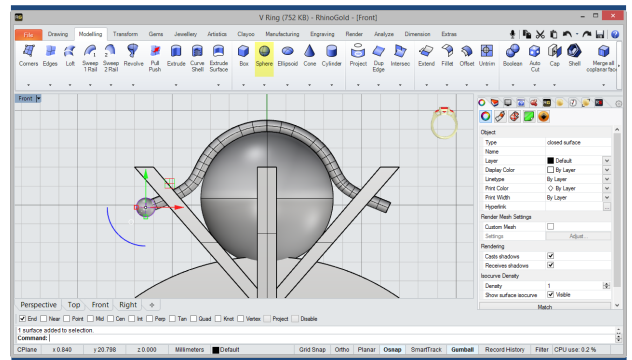 V Ring (752 KB) - RhinoGold - [Front]
File Drawing Modelling Transform Gems Jewellery Artistics Clayoo Manufacturing Engraving Render Analyze Dimension Extras
Corners Edges Loft Sweep 1 Rail Sweep 2 Rail Revolve Pull Push Extrude Curve Shell Extrude Surface Box Sphere Ellipsoid Cone Cylinder Project Dup Edge Intersec Extend Fillet Offset Untrim Boolean Auto Cut Cap Shell Merge all coplanar fac
Front
Object
Type closed surface
Name
Layer Default
Display Color By Layer
Linetype By Layer
Print Color By Layer
Print Width By Layer
Hyperlink ...
Render Mesh Settings
Custom Mesh
Settings Adjust...
Rendering
Casts shadows
Receives shadows
Isocurve Density
Density 1
Show surface isocurve Visible
Match
Perspective Top Front Right
End Near Point Mid Cen Int Perp Tan Quad Knot Vertex Project Disable
1 surface added to selection.
Command:
CPlane x 0.840 y 20.798 z 0.000 Millimeters Default Grid Snap Ortho Planar Osnap SmartTrack Gumball Record History Filter CPU use: 0.2 %